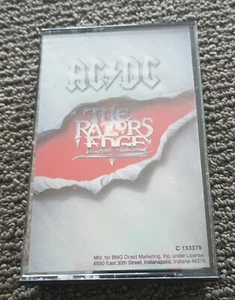 AC/DC
THE
RAZORS
EDGE
C 133379
Mfd. for BMG Direct Marketing, Inc. under License
6550 East 30th Street, Indianapolis, Indiana 46219